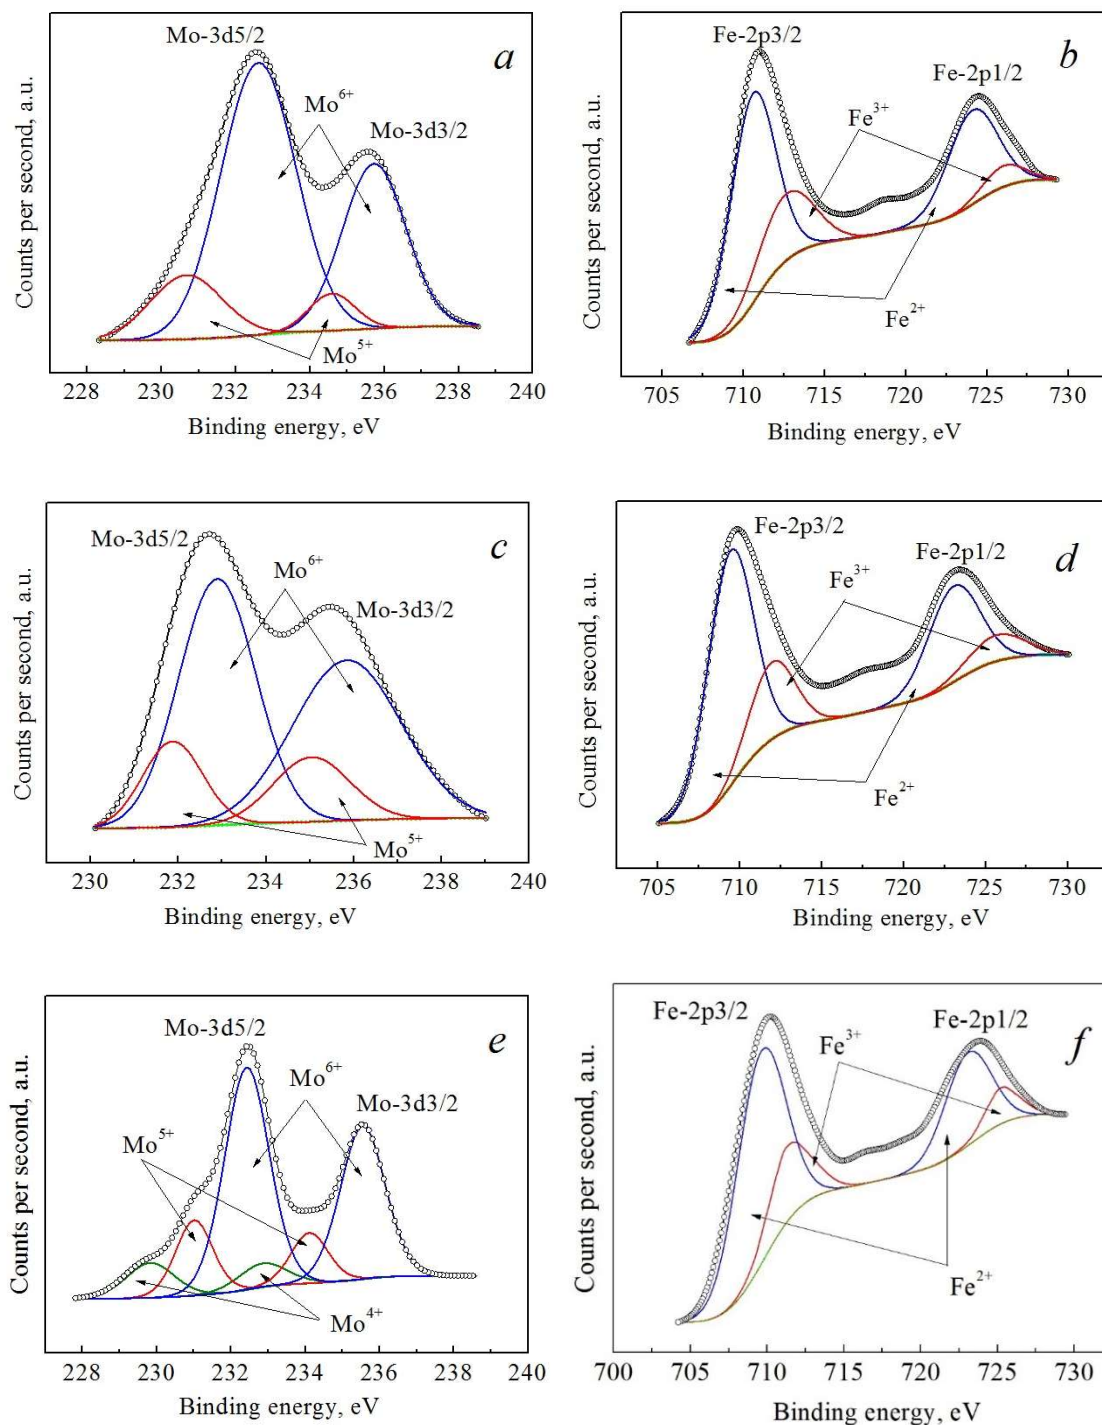 Mo-3d5/2
a
Mo6+
Mo-3d3/2
Mo5+
Counts per second, a.u.
228 230 232 234 236 238 240
Binding energy, eV
Fe-2p3/2
b
Fe-2p1/2
Fe3+
Fe2+
Counts per second, a.u.
705 710 715 720 725 730
Binding energy, eV
Mo-3d5/2
c
Mo6+
Mo-3d3/2
Mo5+
Counts per second, a.u.
230 232 234 236 238 240
Binding energy, eV
Fe-2p3/2
d
Fe-2p1/2
Fe3+
Fe2+
Counts per second, a.u.
705 710 715 720 725 730
Binding energy, eV
Mo-3d5/2
e
Mo6+
Mo-3d3/2
Mo5+
Mo4+
Counts per second, a.u.
228 230 232 234 236 238 240
Binding energy, eV
Fe-2p3/2
Fe-2p1/2
f
Fe3+
Fe2+
Counts per second, a.u.
700 705 710 715 720 725 730
Binding energy, eV